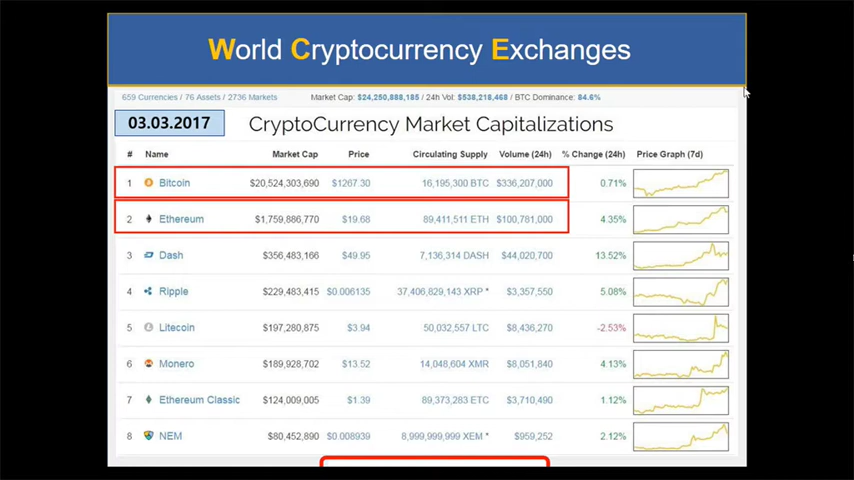 World Cryptocurrency Exchanges
659 Currencies / 76 Assets / 2736 Markets Market Cap: $24,250,888,185 / 24h Vol: $538,218,468 / BTC Dominance: 84.6%
03.03.2017 CryptoCurrency Market Capitalizations
# Name Market Cap Price Circulating Supply Volume (24h) % Change (24h) Price Graph (7d)
1 Bitcoin $20,524,303,690 $1267.30 16,195,300 BTC $336,207,000 0.71%
2 Ethereum $1,759,886,770 $19.68 89,411,511 ETH $100,781,000 4.35%
3 Dash $356,483,166 $49.95 7,136,314 DASH $44,020,700 13.52%
4 Ripple $229,483,415 $0.006135 37,406,829,143 XRP * $3,357,550 5.08%
5 Litecoin $197,280,875 $3.94 50,032,557 LTC $8,436,270 -2.53%
6 Monero $189,928,702 $13.52 14,048,604 XMR $8,051,840 4.13%
7 Ethereum Classic $124,009,005 $1.39 89,373,283 ETC $3,710,490 1.12%
8 NEM $80,452,890 $0.008939 8,999,999,999 XEM * $959,252 2.12%